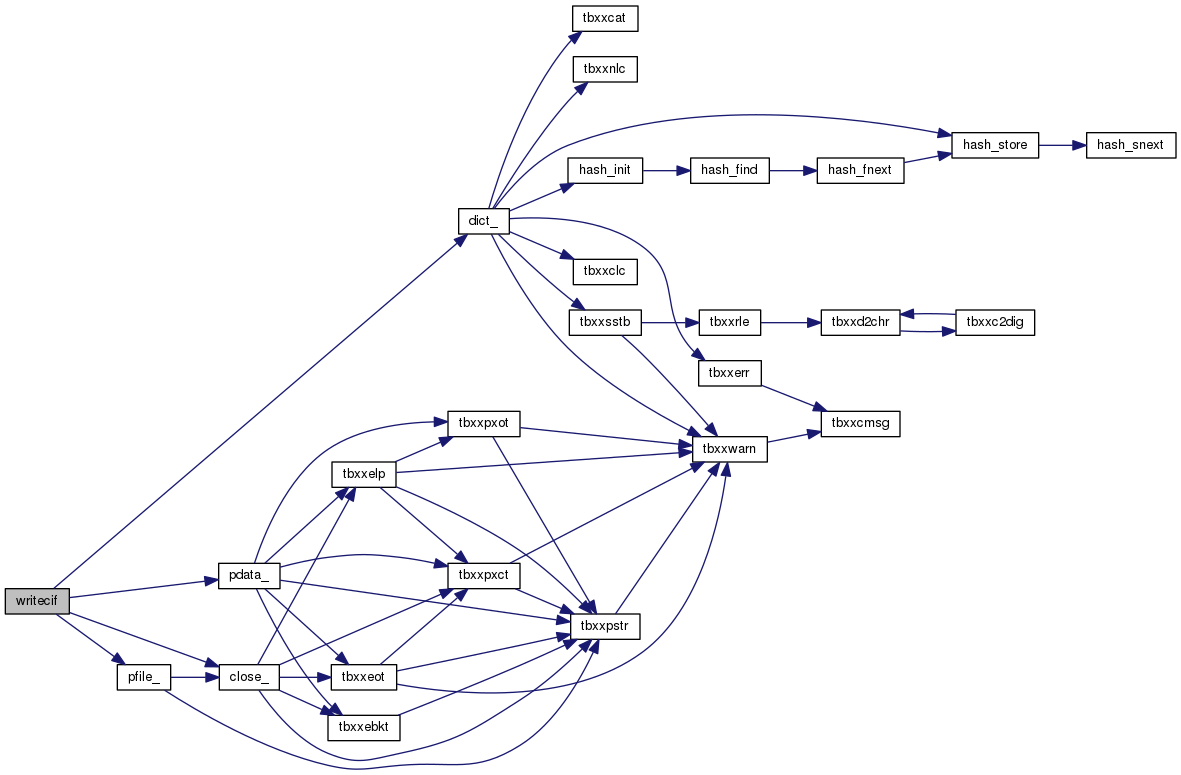 tbxxcat
tbxxnlc
hash_store
hash_snext
hash_init
hash_find
hash_fnext
dict_
tbxxclc
tbxxsstb
tbxxrle
tbxxd2chr
tbxxc2dig
tbxxerr
tbxxpxot
tbxxcmsg
tbxxwarn
tbxxelp
pdata_
tbxxpxct
writecif
tbxxpstr
pfile_
close_
tbxxeot
tbxxebkt